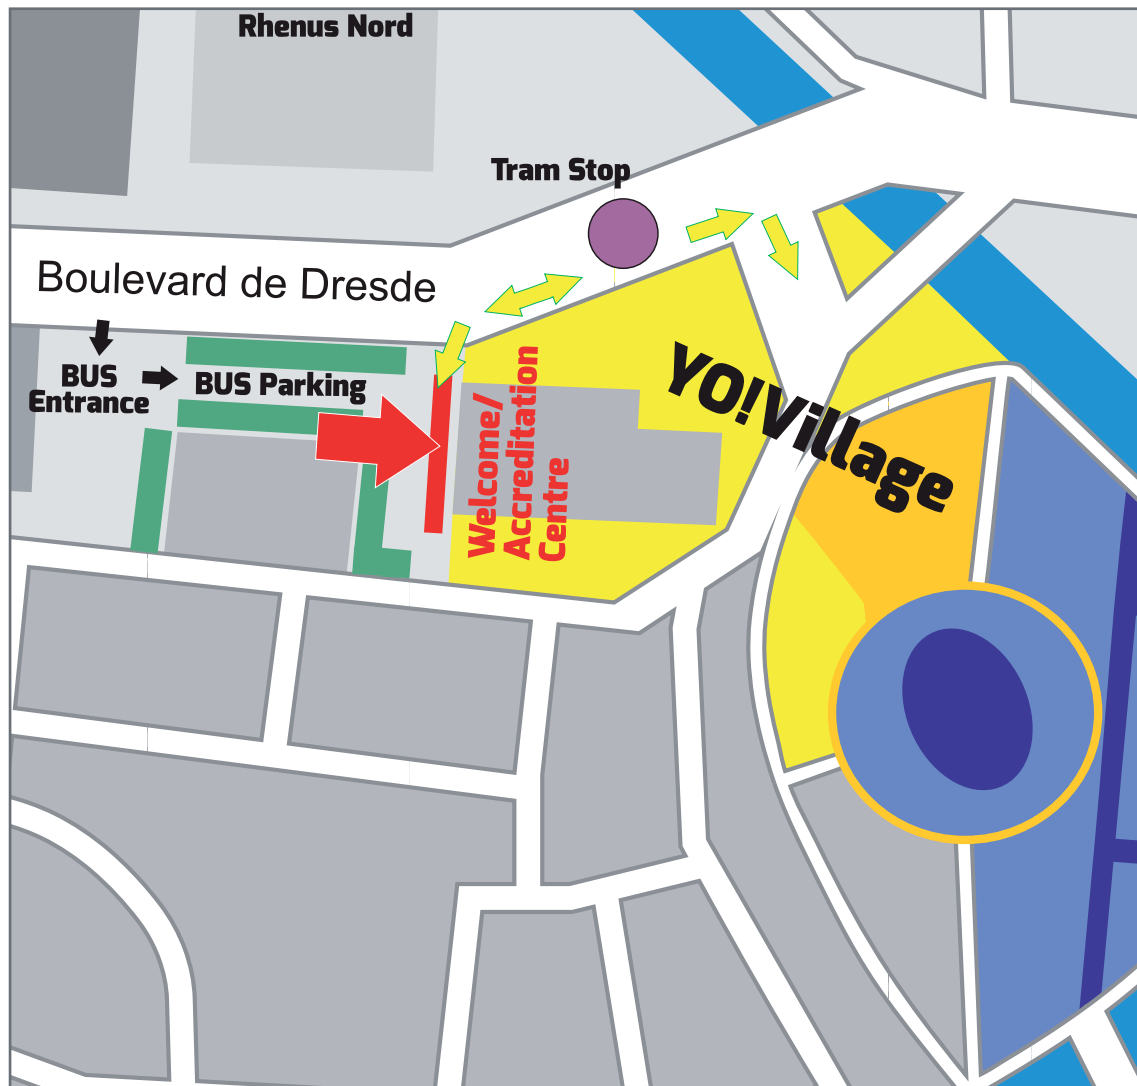 Rhenus Nord
Tram Stop
Boulevard de Dresde
BUS
Entrance
BUS Parking
Welcome/
Accreditation
Centre
YO!Village